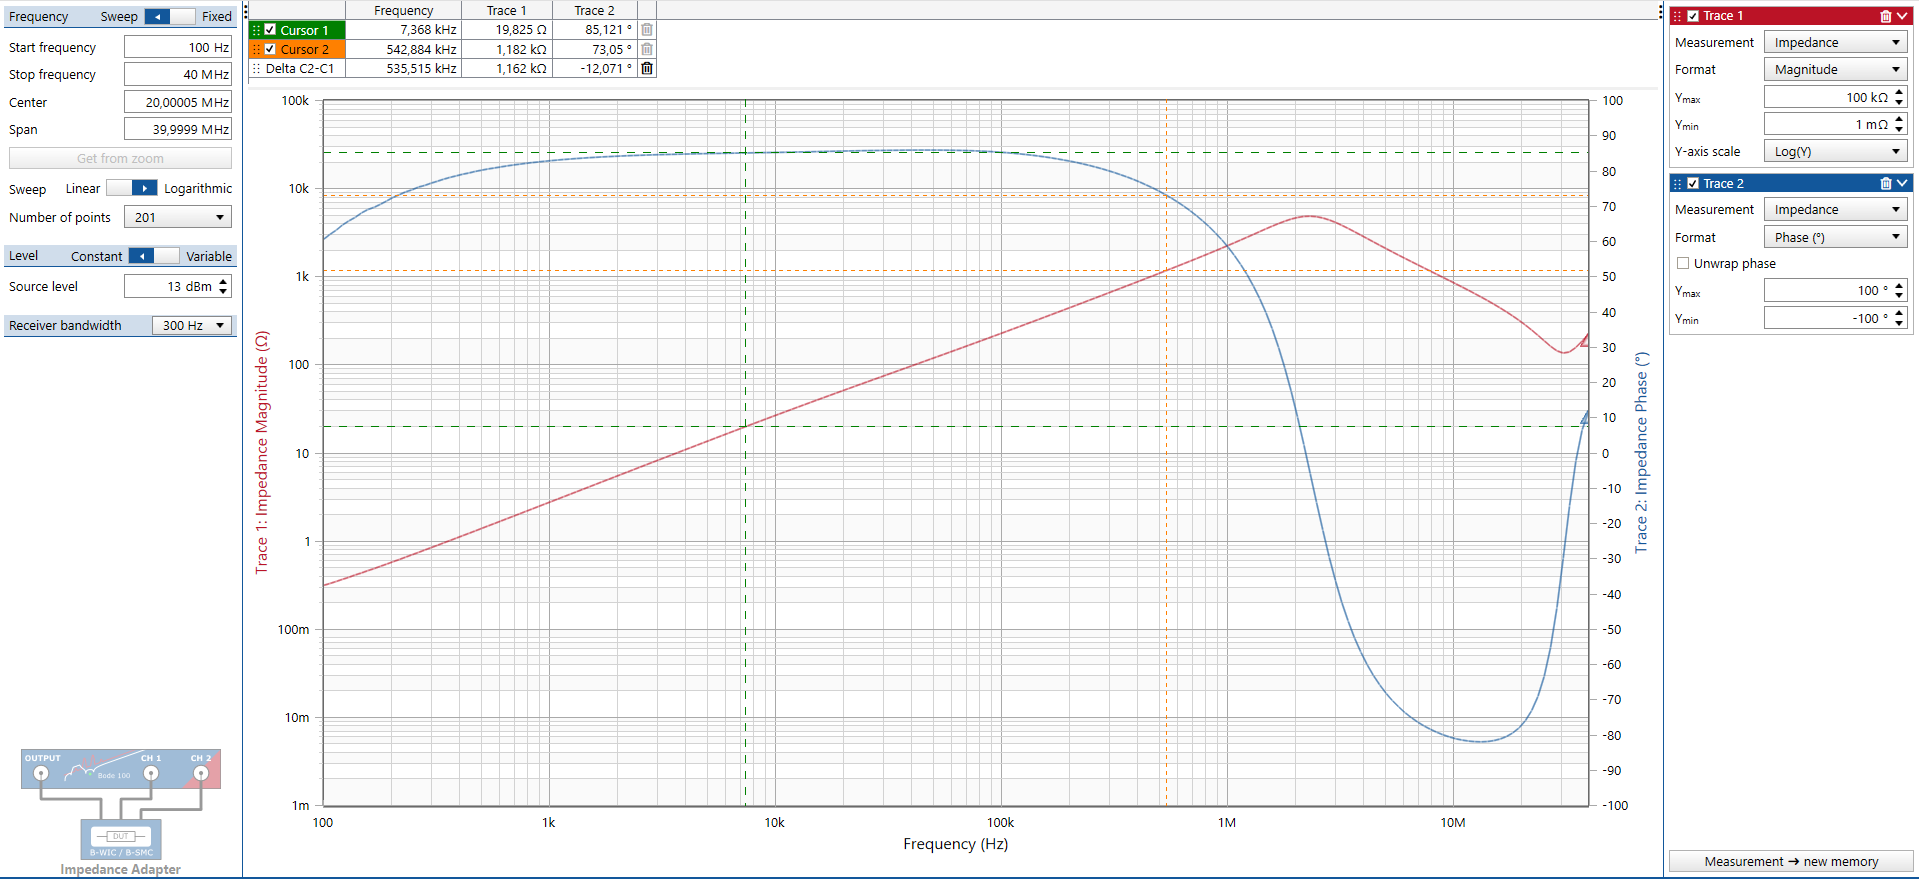 Frequency Sweep Fixed
Start frequency 100 Hz
Stop frequency 40 MHz
Center 20,00005 MHz
Span 39,9999 MHz
Get from zoom
Sweep Linear Logarithmic
Number of points 201
Level Constant Variable
Source level 13 dBm
Receiver bandwidth 300 Hz
OUTPUT CH 1 CH 2
Bode 100
DUT
B-WIC / B-SMC
Impedance Adapter
Frequency Trace 1 Trace 2
Cursor 1 7,368 kHz 19,825 Ω 85,121 °
Cursor 2 542,884 kHz 1,182 kΩ 73,05 °
Delta C2-C1 535,515 kHz 1,162 kΩ -12,071 °
Trace 1: Impedance Magnitude (Ω)
100k
10k
1k
100
10
1
100m
10m
1m
100 1k 10k 100k 1M 10M
Frequency (Hz)
100
90
80
70
60
50
40
30
20
10
0
-10
-20
-30
-40
-50
-60
-70
-80
-90
-100
Trace 2: Impedance Phase (°)
Trace 1
Measurement Impedance
Format Magnitude
Ymax 100 kΩ
Ymin 1 mΩ
Y-axis scale Log(Y)
Trace 2
Measurement Impedance
Format Phase (°)
Unwrap phase
Ymax 100 °
Ymin -100 °
Measurement → new memory